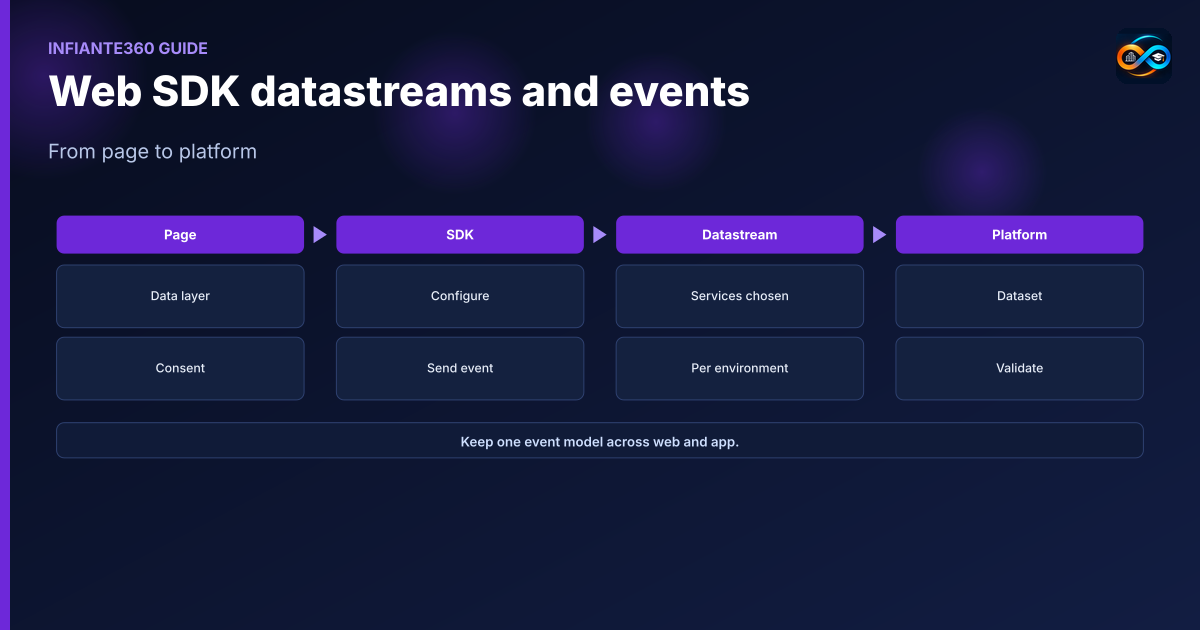 INFIANTE360 GUIDE
Web SDK datastreams and events
From page to platform
Page
SDK
Datastream
Platform
Data layer
Configure
Services chosen
Dataset
Consent
Send event
Per environment
Validate
Keep one event model across web and app.